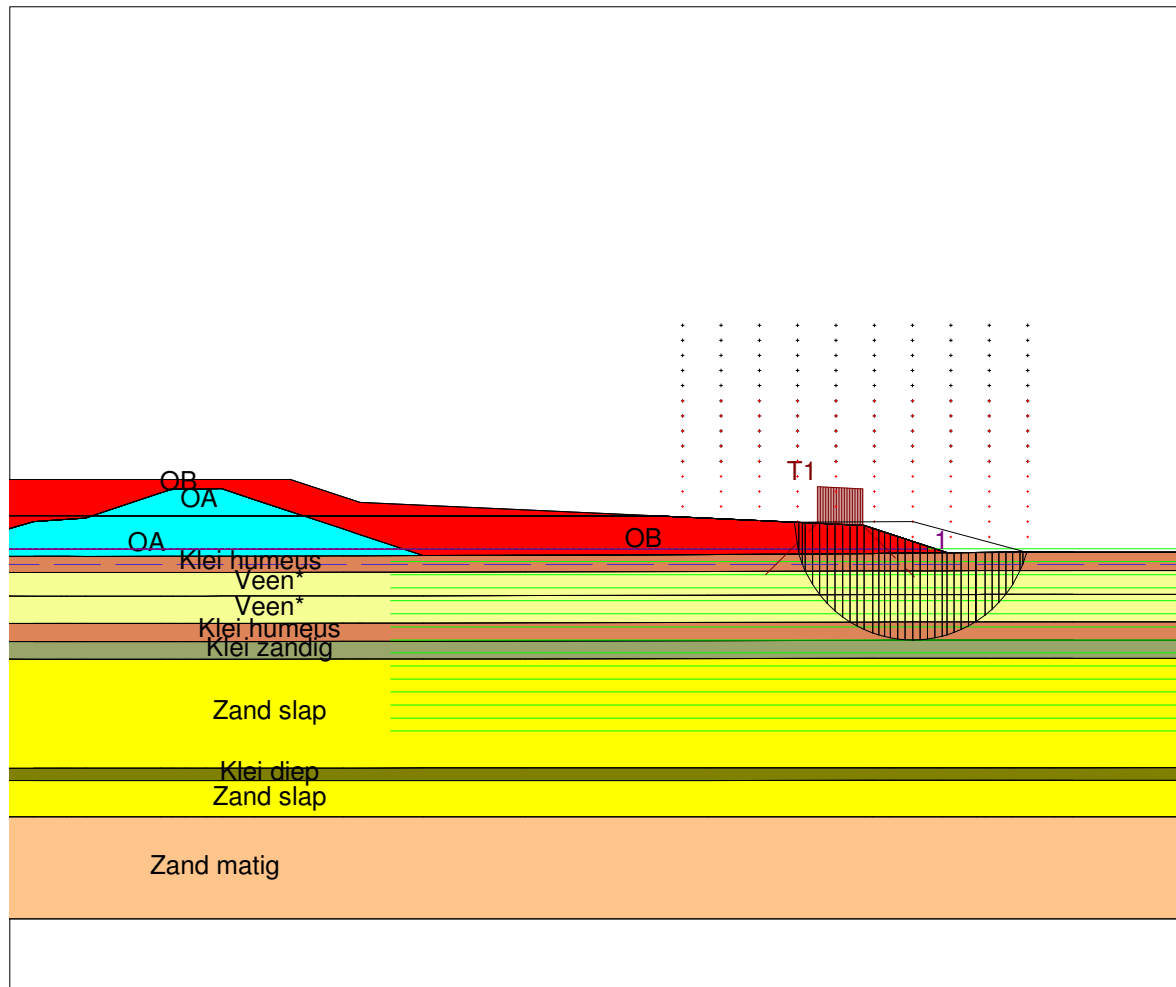 T1
OB
OA
OA
OB
1
Klei humeus
Veen*
Veen*
Klei humeus
Klei zandig
Zand slap
Klei diep
Zand slap
Zand matig